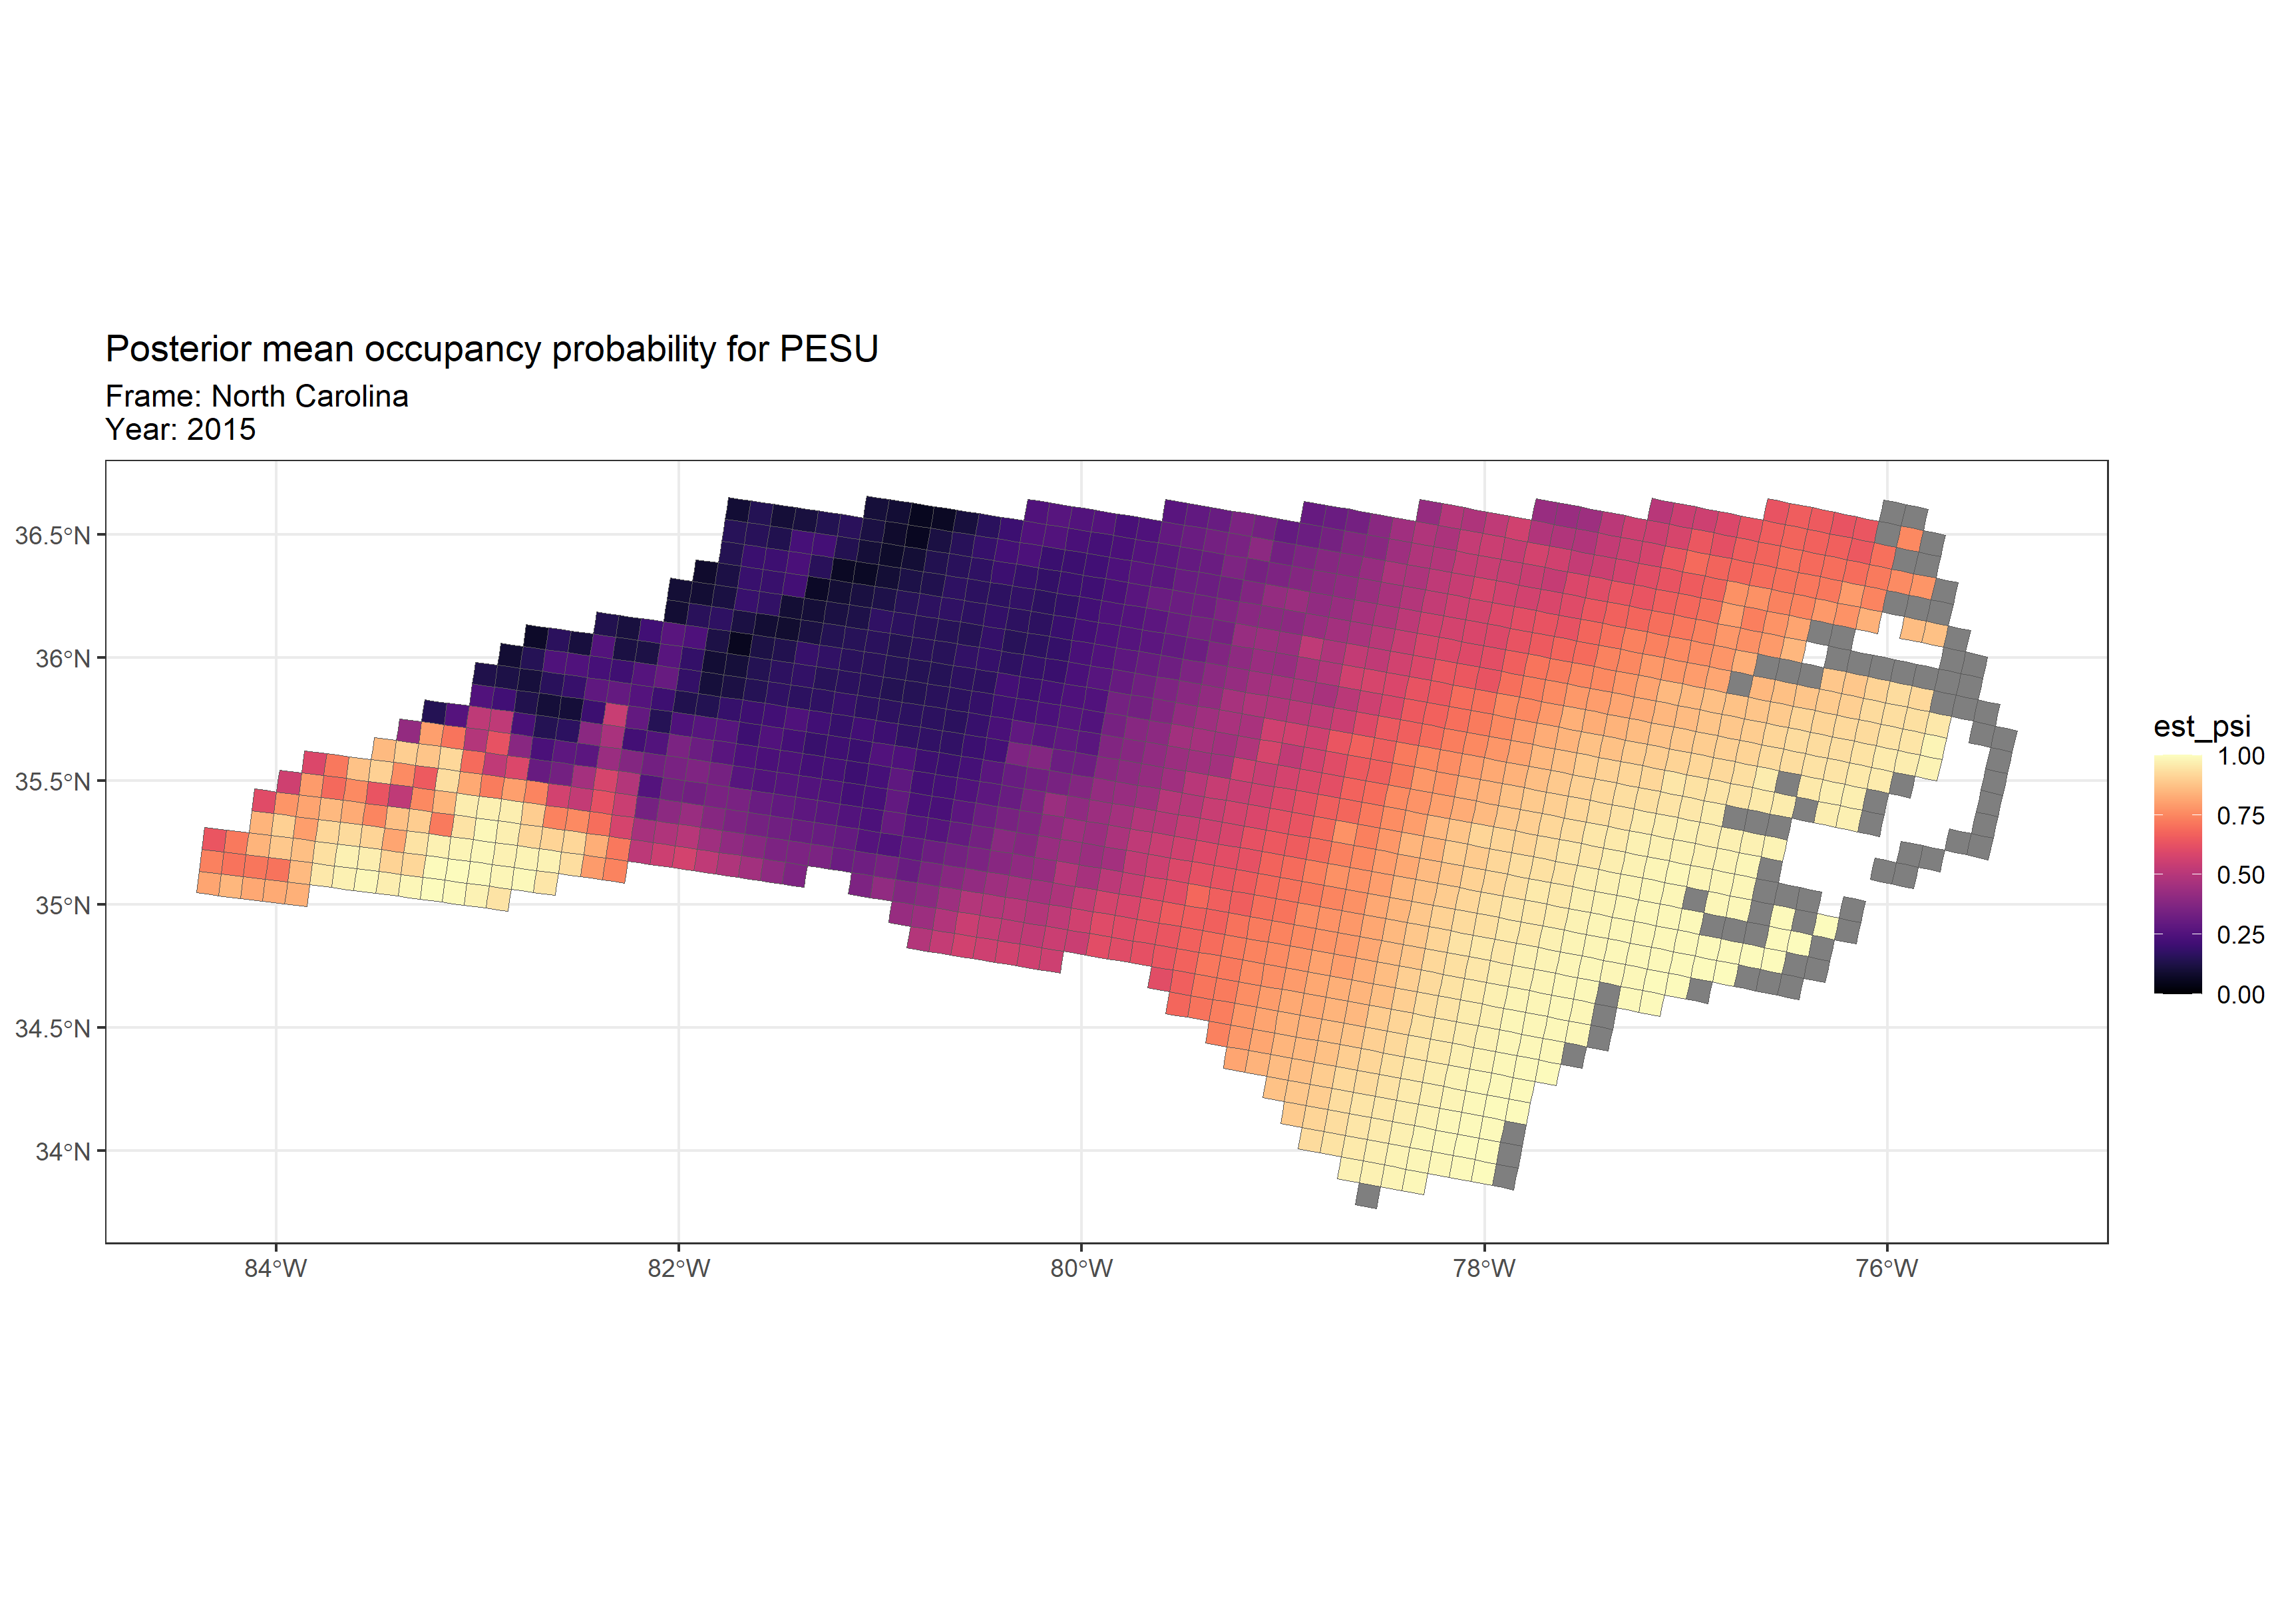 Posterior mean occupancy probability for PESU
Frame: North Carolina
Year: 2015
36.5°N
36°N
35.5°N
35°N
34.5°N
34°N
84°W
82°W
80°W
78°W
76°W
est_psi
1.00
0.75
0.50
0.25
0.00